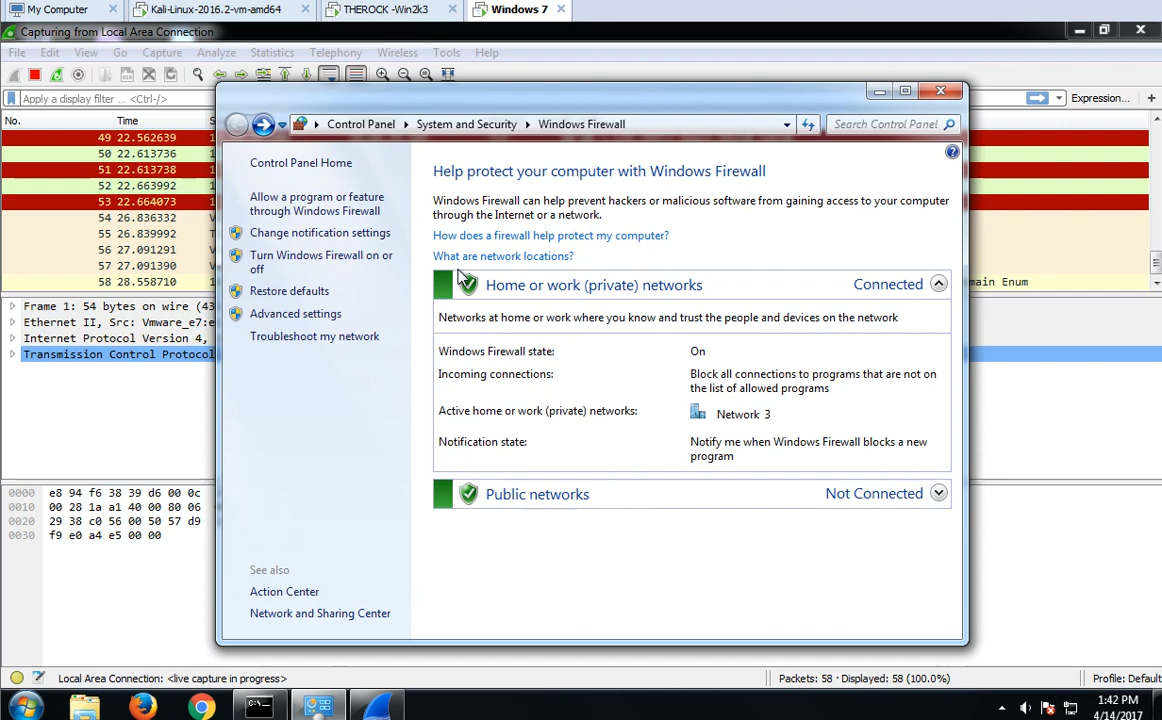 My Computer
Kali-Linux-2016.2-vm-amd64
THEROCK -Win2k3
Windows 7
Capturing from Local Area Connection
File Edit View Go Capture Analyze Statistics Telephony Wireless Tools Help
Apply a display filter ... <Ctrl-/>
Expression...
No. Time
49 22.562639
50 22.613736
51 22.613738
52 22.663992
53 22.664073
54 26.836332
55 26.839992
56 27.091291
57 27.091390
58 28.558710
main Enum
Frame 1: 54 bytes on wire (43
Ethernet II, Src: Vmware_e7:e
Internet Protocol Version 4,
Transmission Control Protocol
0000 e8 94 f6 38 39 d6 00 0c
0010 00 28 1a a1 40 00 80 06
0020 29 38 c0 56 00 50 57 d9
0030 f9 e0 a4 e5 00 00
Control Panel
System and Security
Windows Firewall
Search Control Panel
Control Panel Home
Allow a program or feature
through Windows Firewall
Change notification settings
Turn Windows Firewall on or
off
Restore defaults
Advanced settings
Troubleshoot my network
See also
Action Center
Network and Sharing Center
Help protect your computer with Windows Firewall
Windows Firewall can help prevent hackers or malicious software from gaining access to your computer
through the Internet or a network.
How does a firewall help protect my computer?
What are network locations?
Home or work (private) networks
Connected
Networks at home or work where you know and trust the people and devices on the network
Windows Firewall state:
On
Incoming connections:
Block all connections to programs that are not on
the list of allowed programs
Active home or work (private) networks:
Network 3
Notification state:
Notify me when Windows Firewall blocks a new
program
Public networks
Not Connected
Local Area Connection: <live capture in progress>
Packets: 58 · Displayed: 58 (100.0%)
Profile: Default
1:42 PM
4/14/2017